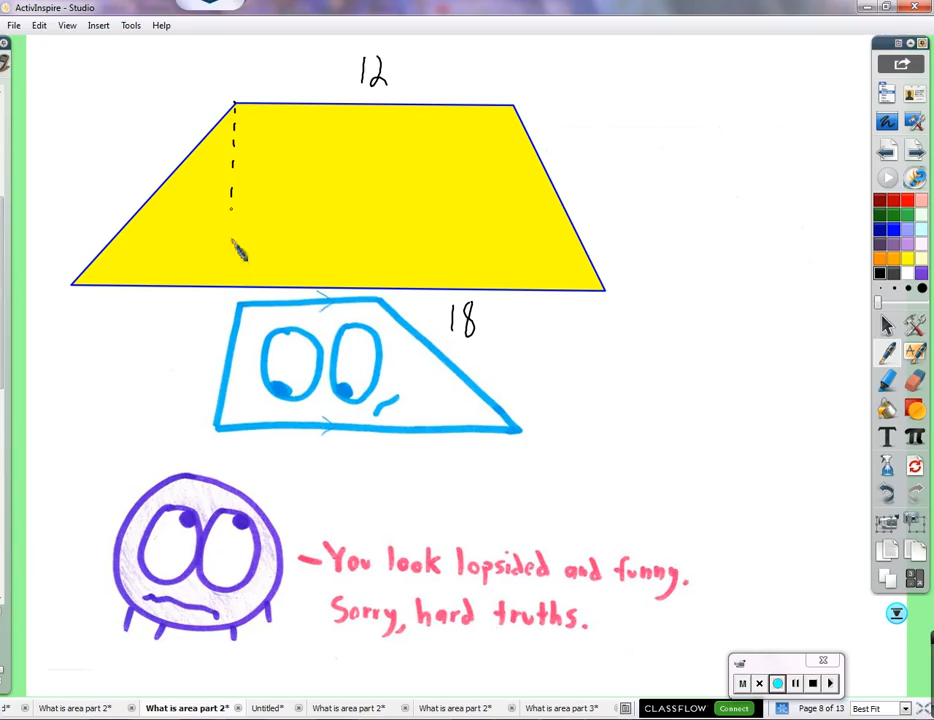 ActivInspire - Studio
File Edit View Insert Tools Help
12
18
-You look lopsided and funny.
Sorry, hard truths.
M
d* What is area part 2* What is area part 2* Untitled* What is area part 2* What is area part 2* What is area part 3* CLASSFLOW Connect Page 8 of 13 Best Fit